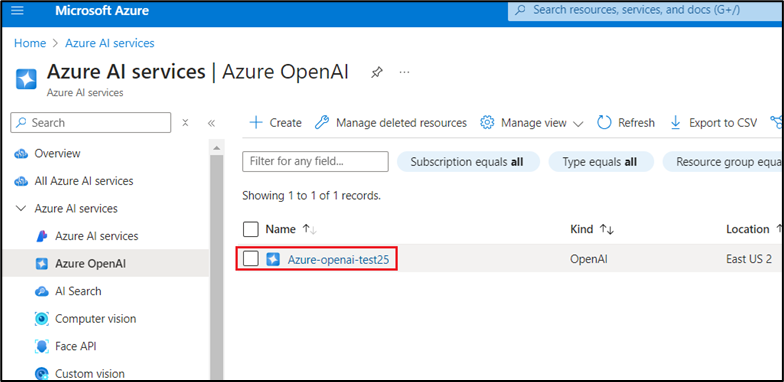 Microsoft Azure
Search resources, services, and docs (G+/)
Home > Azure AI services
Azure AI services | Azure OpenAI
Azure AI services
Search
Overview
All Azure AI services
Azure AI services
Azure AI services
Azure OpenAI
AI Search
Computer vision
Face API
Custom vision
Create Manage deleted resources Manage view Refresh Export to CSV
Filter for any field... Subscription equals all Type equals all Resource group equa
Showing 1 to 1 of 1 records.
Name Kind Location
Azure-openai-test25 OpenAI East US 2